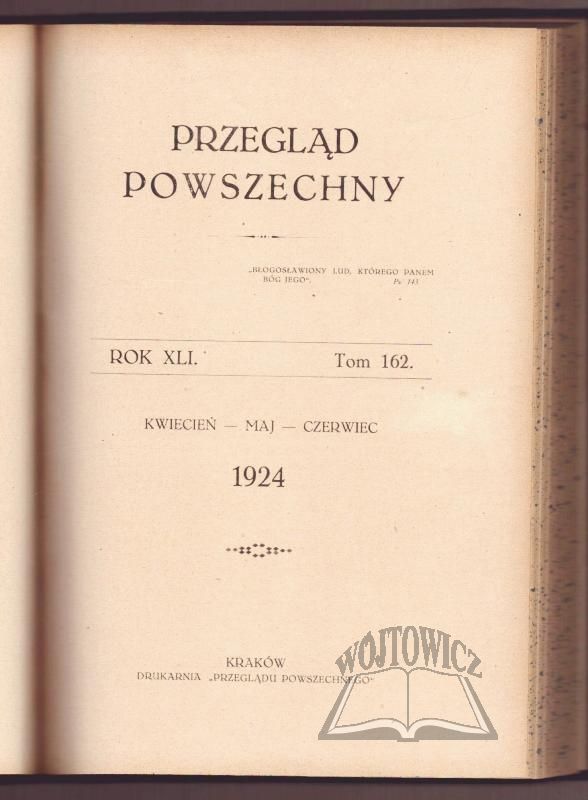 PRZEGLĄD
POWSZECHNY
„BŁOGOSŁAWIONY LUD, KTÓREGO PANEM
BÓG JEGO“. Ps. 143
ROK XLI. Tom 162.
KWIECIEŃ — MAJ — CZERWIEC
1924
KRAKÓW
DRUKARNIA „PRZEGLĄDU POWSZECHNEGO“
WÓJTOWICZ